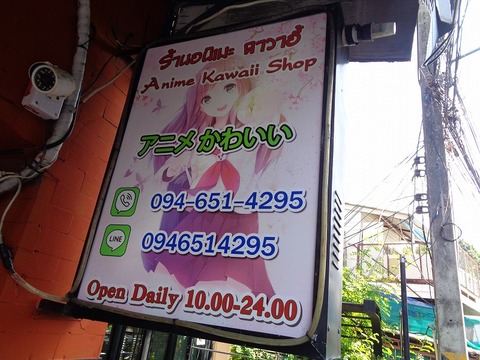 ร้านอนิเมะ คาวาอี้
Anime Kawaii Shop
アニメ かわいい
094-651-4295
LINE
0946514295
Open Daily 10.00-24.00